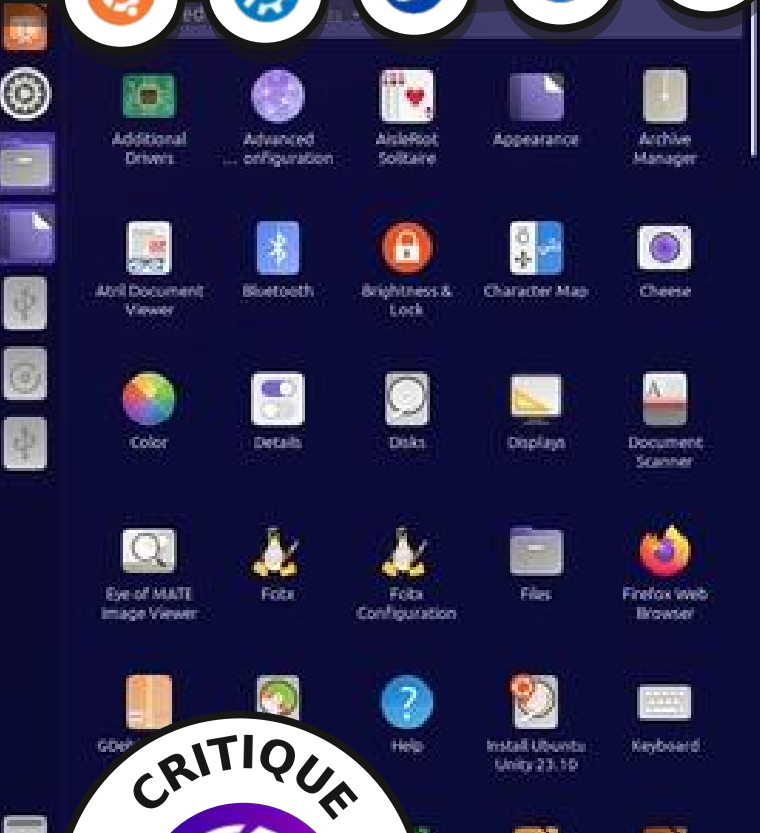 Additional Advanced AisleRiot Appearance Archive
Drivers ... onfiguration Solitaire Manager
Atril Document Bluetooth Brightness & Character Map Cheese
Viewer Lock
Color Details Disks Displays Document
Scanner
Eye of MATE Fcitx Fcitx Files Firefox Web
Image Viewer Configuration Browser
Help Install Ubuntu Keyboard
Unity 23.10
CRITIQUE